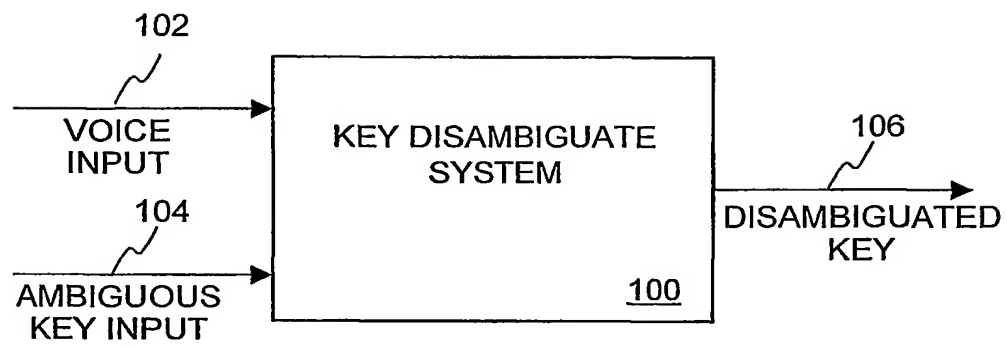 102
VOICE
INPUT
104
AMBIGUOUS
KEY INPUT
KEY DISAMBIGUATE
SYSTEM
100
106
DISAMBIGUATED
KEY